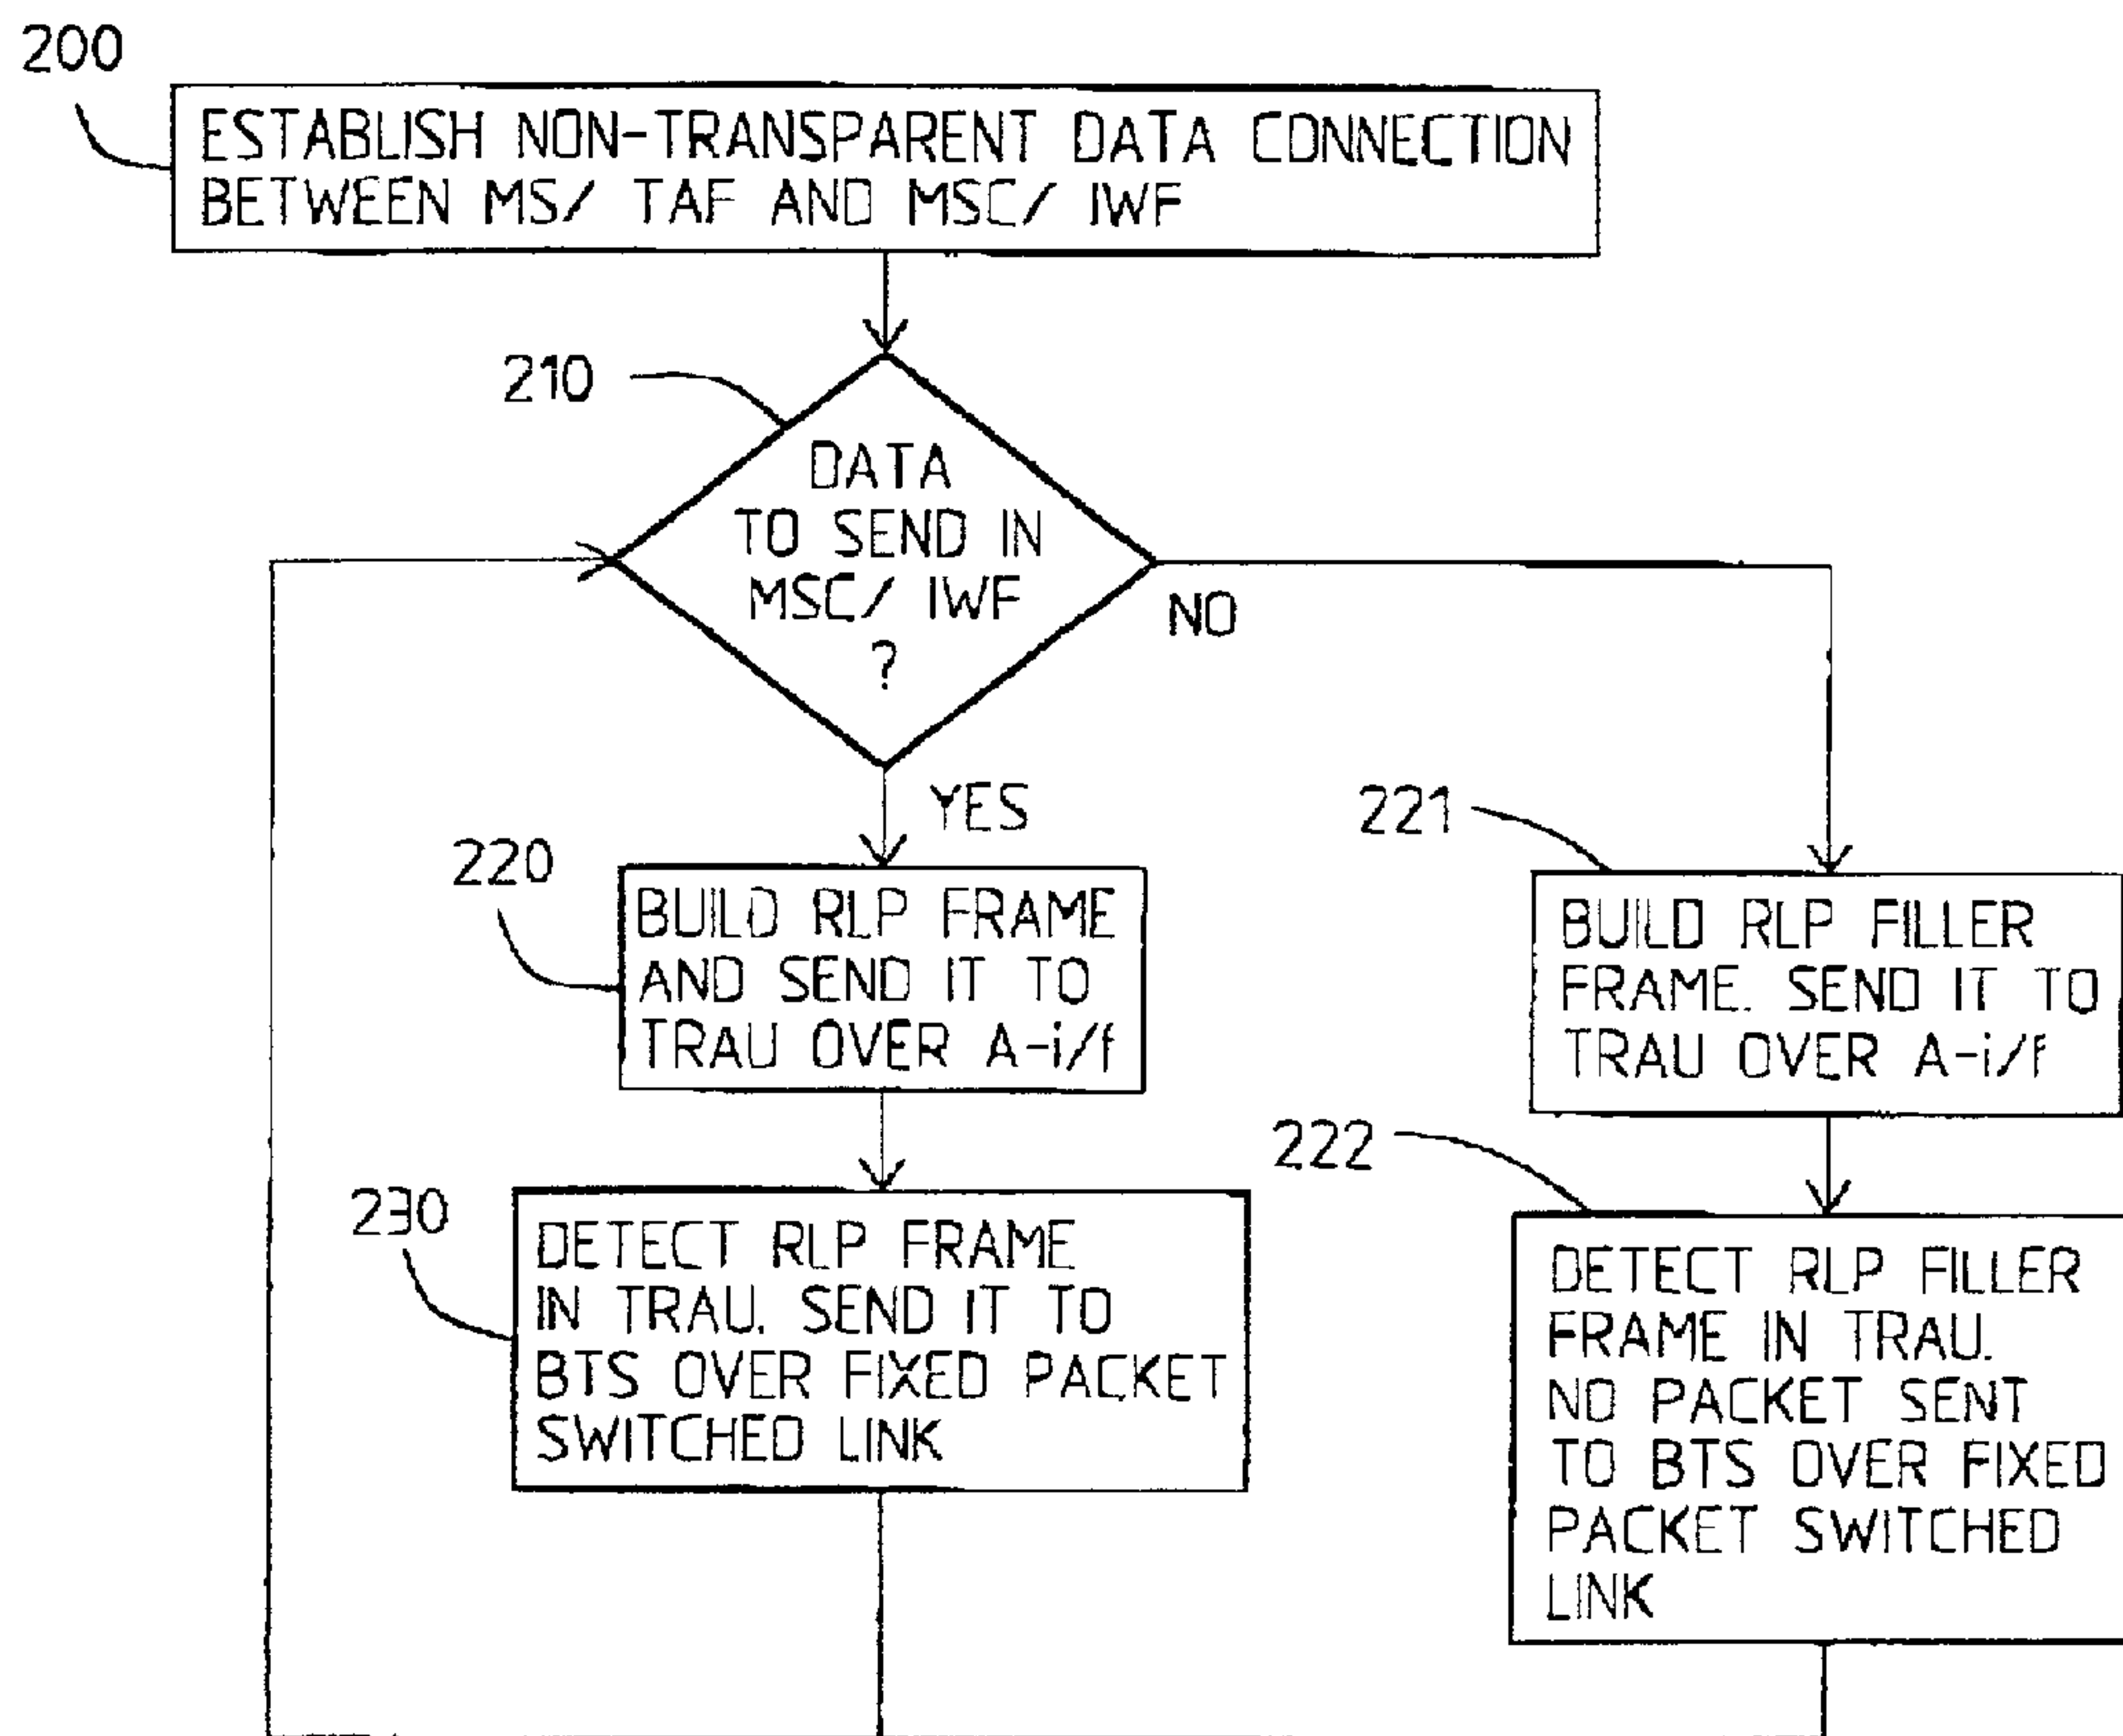 200
ESTABLISH NON-TRANSPARENT DATA CONNECTION
BETWEEN MS/ TAF AND MSC/ IWF
210
DATA
TO SEND IN
MSC/ IWF
?
NO
YES
220
BUILD RLP FRAME
AND SEND IT TO
TRAU OVER A-i/f
221
BUILD RLP FILLER
FRAME. SEND IT TO
TRAU OVER A-i/f
230
DETECT RLP FRAME
IN TRAU. SEND IT TO
BTS OVER FIXED PACKET
SWITCHED LINK
222
DETECT RLP FILLER
FRAME IN TRAU.
NO PACKET SENT
TO BTS OVER FIXED
PACKET SWITCHED
LINK